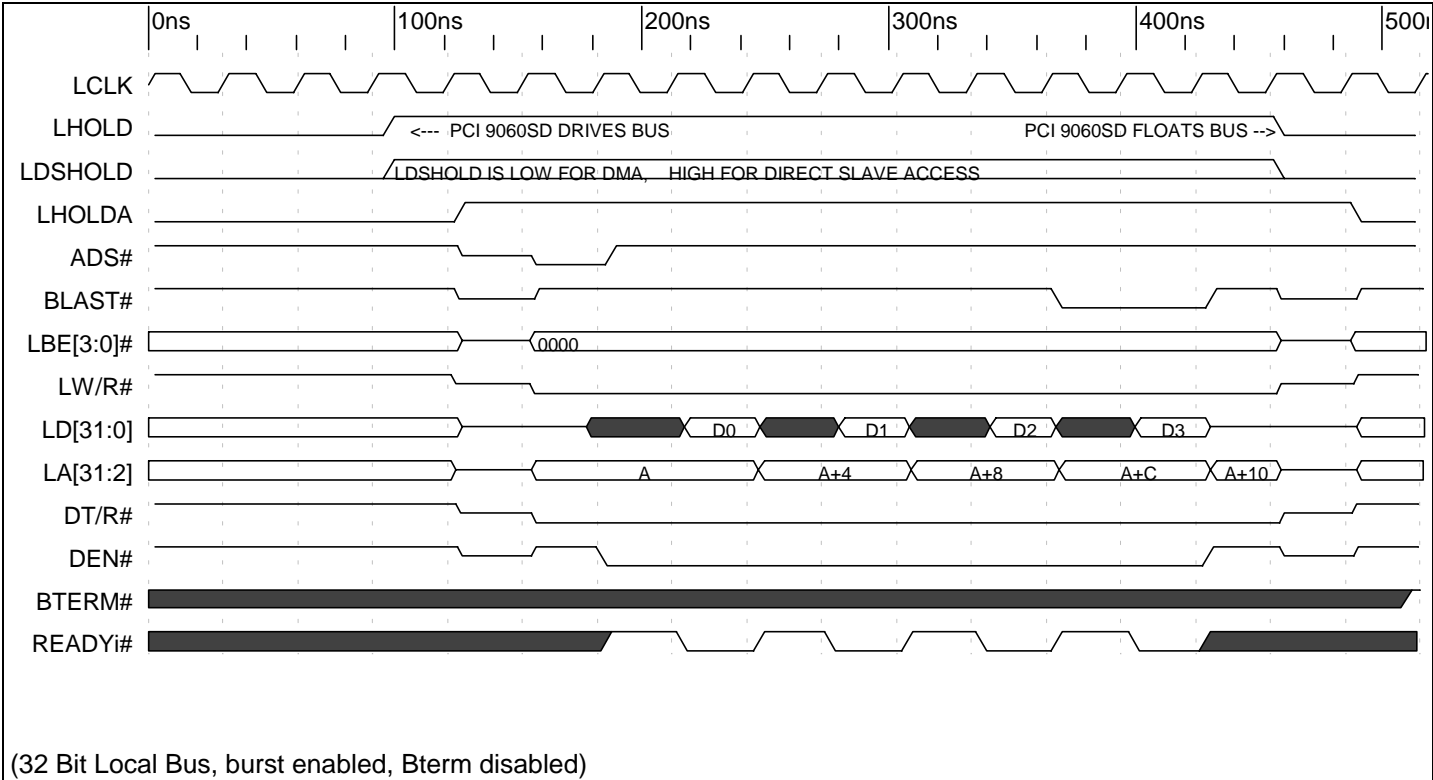 0ns 100ns 200ns 300ns 400ns 500
LCLK
LHOLD <--- PCI 9060SD DRIVES BUS PCI 9060SD FLOATS BUS -->
LDSHOLD LDSHOLD IS LOW FOR DMA, HIGH FOR DIRECT SLAVE ACCESS
LHOLDA
ADS#
BLAST#
LBE[3:0]# 0000
LW/R#
LD[31:0] D0 D1 D2 D3
LA[31:2] A A+4 A+8 A+C A+10
DT/R#
DEN#
BTERM#
READYi#
(32 Bit Local Bus, burst enabled, Bterm disabled)